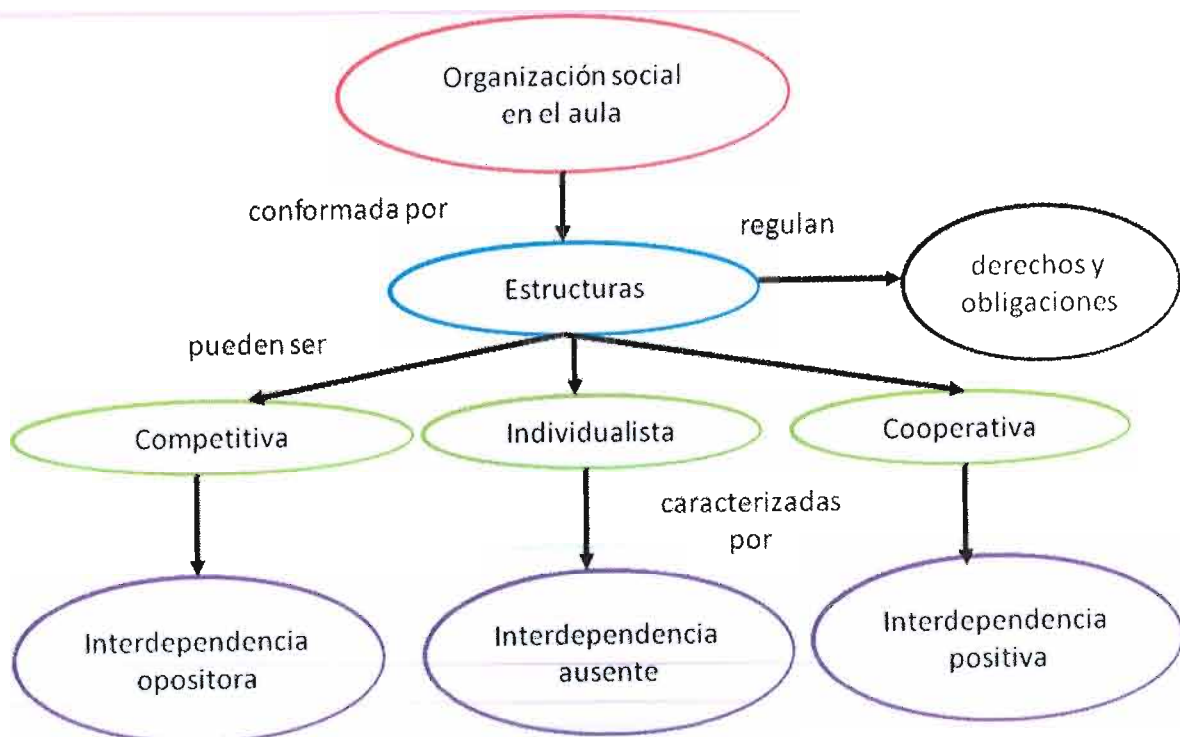 Organización social
en el aula
conformada por
regulan
derechos y
obligaciones
Estructuras
pueden ser
Competitiva
Individualista
Cooperativa
caracterizadas
por
Interdependencia
opositora
Interdependencia
ausente
Interdependencia
positiva